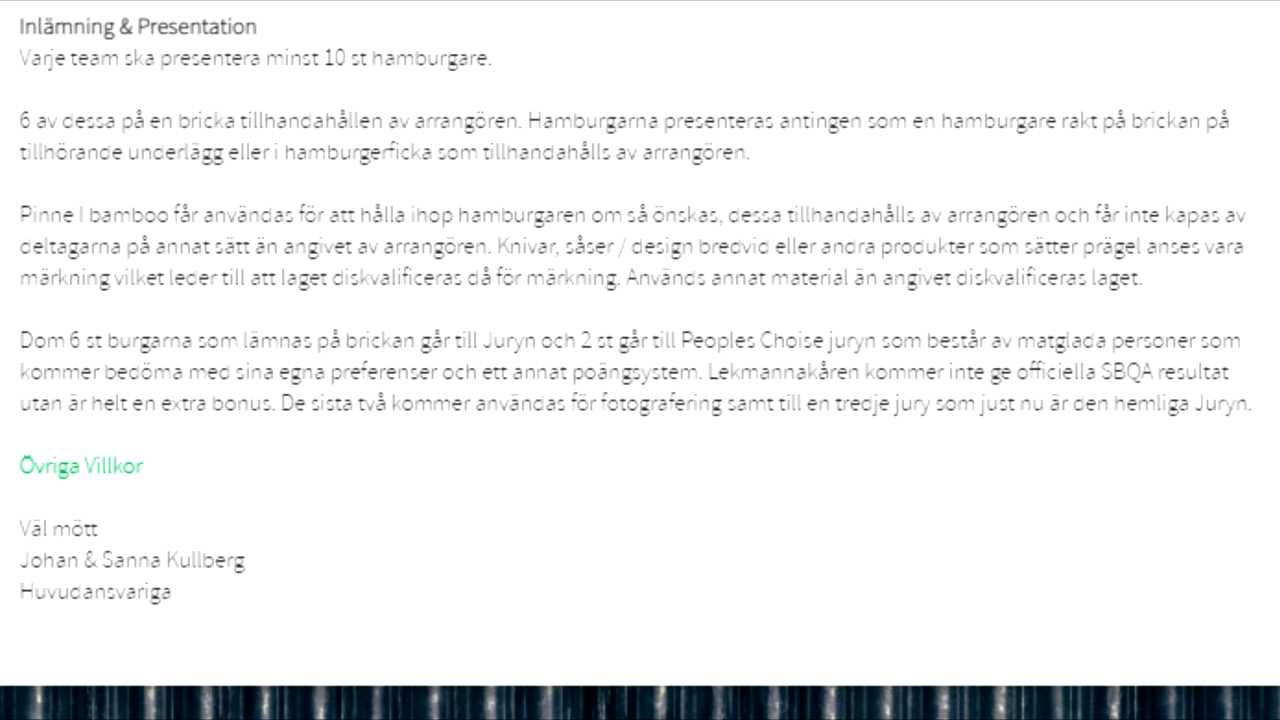 Inlämning & Presentation
Varje team ska presentera minst 10 st hamburgare.
6 av dessa på en bricka tillhandahållen av arrangören. Hamburgarna presenteras antingen som en hamburgare rakt på brickan på
tillhörande underlägg eller i hamburgerficka som tillhandahålls av arrangören.
Pinne I bamboo får användas för att hålla ihop hamburgaren om så önskas, dessa tillhandahålls av arrangören och får inte kapas av
deltagarna på annat sätt än angivet av arrangören. Knivar, såser / design bredvid eller andra produkter som sätter prägel anses vara
märkning vilket leder till att laget diskvalificeras då för märkning. Används annat material än angivet diskvalificeras laget.
Dom 6 st burgarna som lämnas på brickan går till Juryn och 2 st går till Peoples Choise juryn som består av matglada personer som
kommer bedöma med sina egna preferenser och ett annat poängsystem. Lekmannakåren kommer inte ge officiella SBQA resultat
utan är helt en extra bonus. De sista två kommer användas för fotografering samt till en tredje jury som just nu är den hemliga Juryn.
Övriga Villkor
Väl mött
Johan & Sanna Kullberg
Huvudansvariga